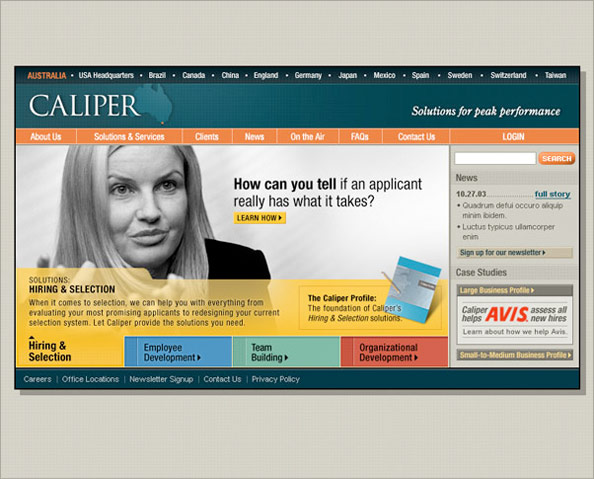 AUSTRALIA • USA Headquarters • Brazil • Canada • China • England • Germany • Japan • Mexico • Spain • Sweden • Switzerland • Taiwan
CALIPER
Solutions for peak performance
About Us Solutions & Services Clients News On the Air FAQs Contact Us LOGIN
How can you tell if an applicant
really has what it takes?
LEARN HOW
SEARCH
News
10.27.03 full story
• Quadrum defui occuro aliquip
minim ibidem.
• Luctus typicus ullamcorper
enim
Sign up for our newsletter
Case Studies
Large Business Profile
Caliper AVIS assess all
helps new hires
Learn about how we help Avis.
Small-to-Medium Business Profile
SOLUTIONS:
HIRING & SELECTION
When it comes to selection, we can help you with everything from
evaluating your most promising applicants to redesigning your current
selection system. Let Caliper provide the solutions you need.
The Caliper Profile:
The foundation of Caliper's
Hiring & Selection solutions.
Hiring &
Selection
Employee
Development
Team
Building
Organizational
Development
Careers | Office Locations | Newsletter Signup | Contact Us | Privacy Policy